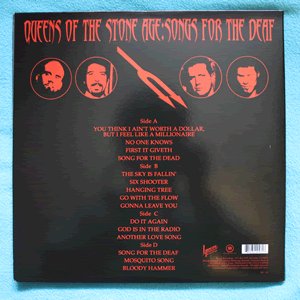 QUEENS OF THE STONE AGE:SONGS FOR THE DEAF
Side A
YOU THINK I AIN'T WORTH A DOLLAR,
BUT I FEEL LIKE A MILLIONAIRE
NO ONE KNOWS
FIRST IT GIVETH
SONG FOR THE DEAD
Side B
THE SKY IS FALLIN'
SIX SHOOTER
HANGING TREE
GO WITH THE FLOW
GONNA LEAVE YOU
Side C
DO IT AGAIN
GOD IS IN THE RADIO
ANOTHER LOVE SONG
Side D
SONG FOR THE DEAF
MOSQUITO SONG
BLOODY HAMMER